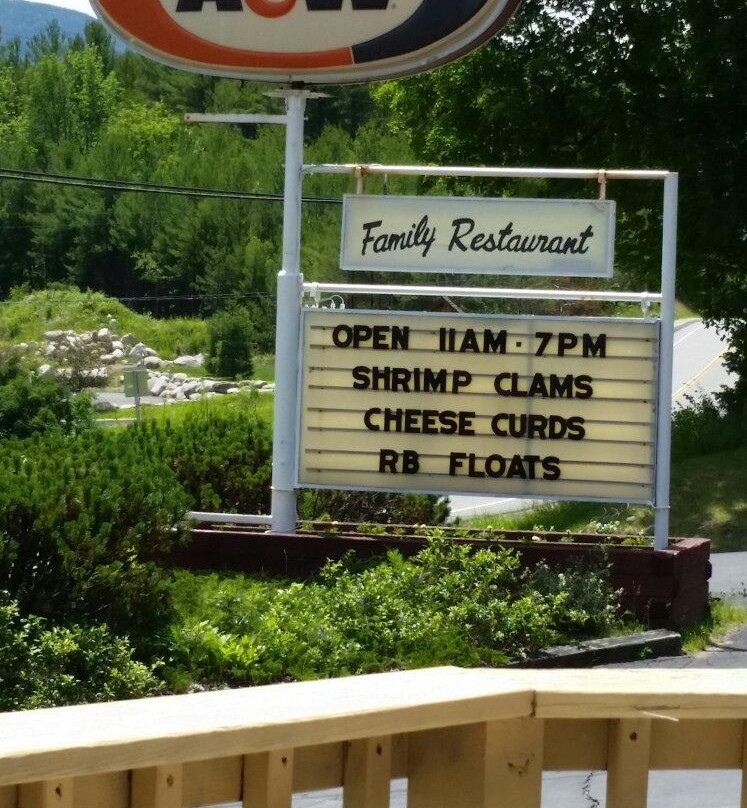 A&W
Family Restaurant
OPEN 11AM - 7PM
SHRIMP CLAMS
CHEESE CURDS
RB FLOATS